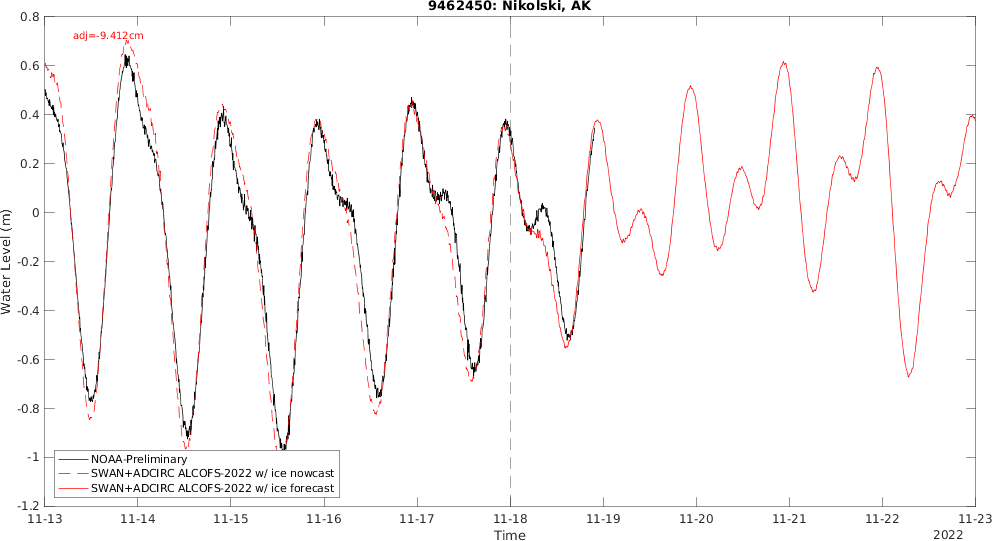 9462450: Nikolski, AK
adj=-9.412cm
0.8
0.6
0.4
0.2
0
-0.2
-0.4
-0.6
-0.8
-1
-1.2
Water Level (m)
NOAA-Preliminary
SWAN+ADCIRC ALCOFS-2022 w/ ice nowcast
SWAN+ADCIRC ALCOFS-2022 w/ ice forecast
11-13 11-14 11-15 11-16 11-17 11-18 11-19 11-20 11-21 11-22 11-23
Time
2022